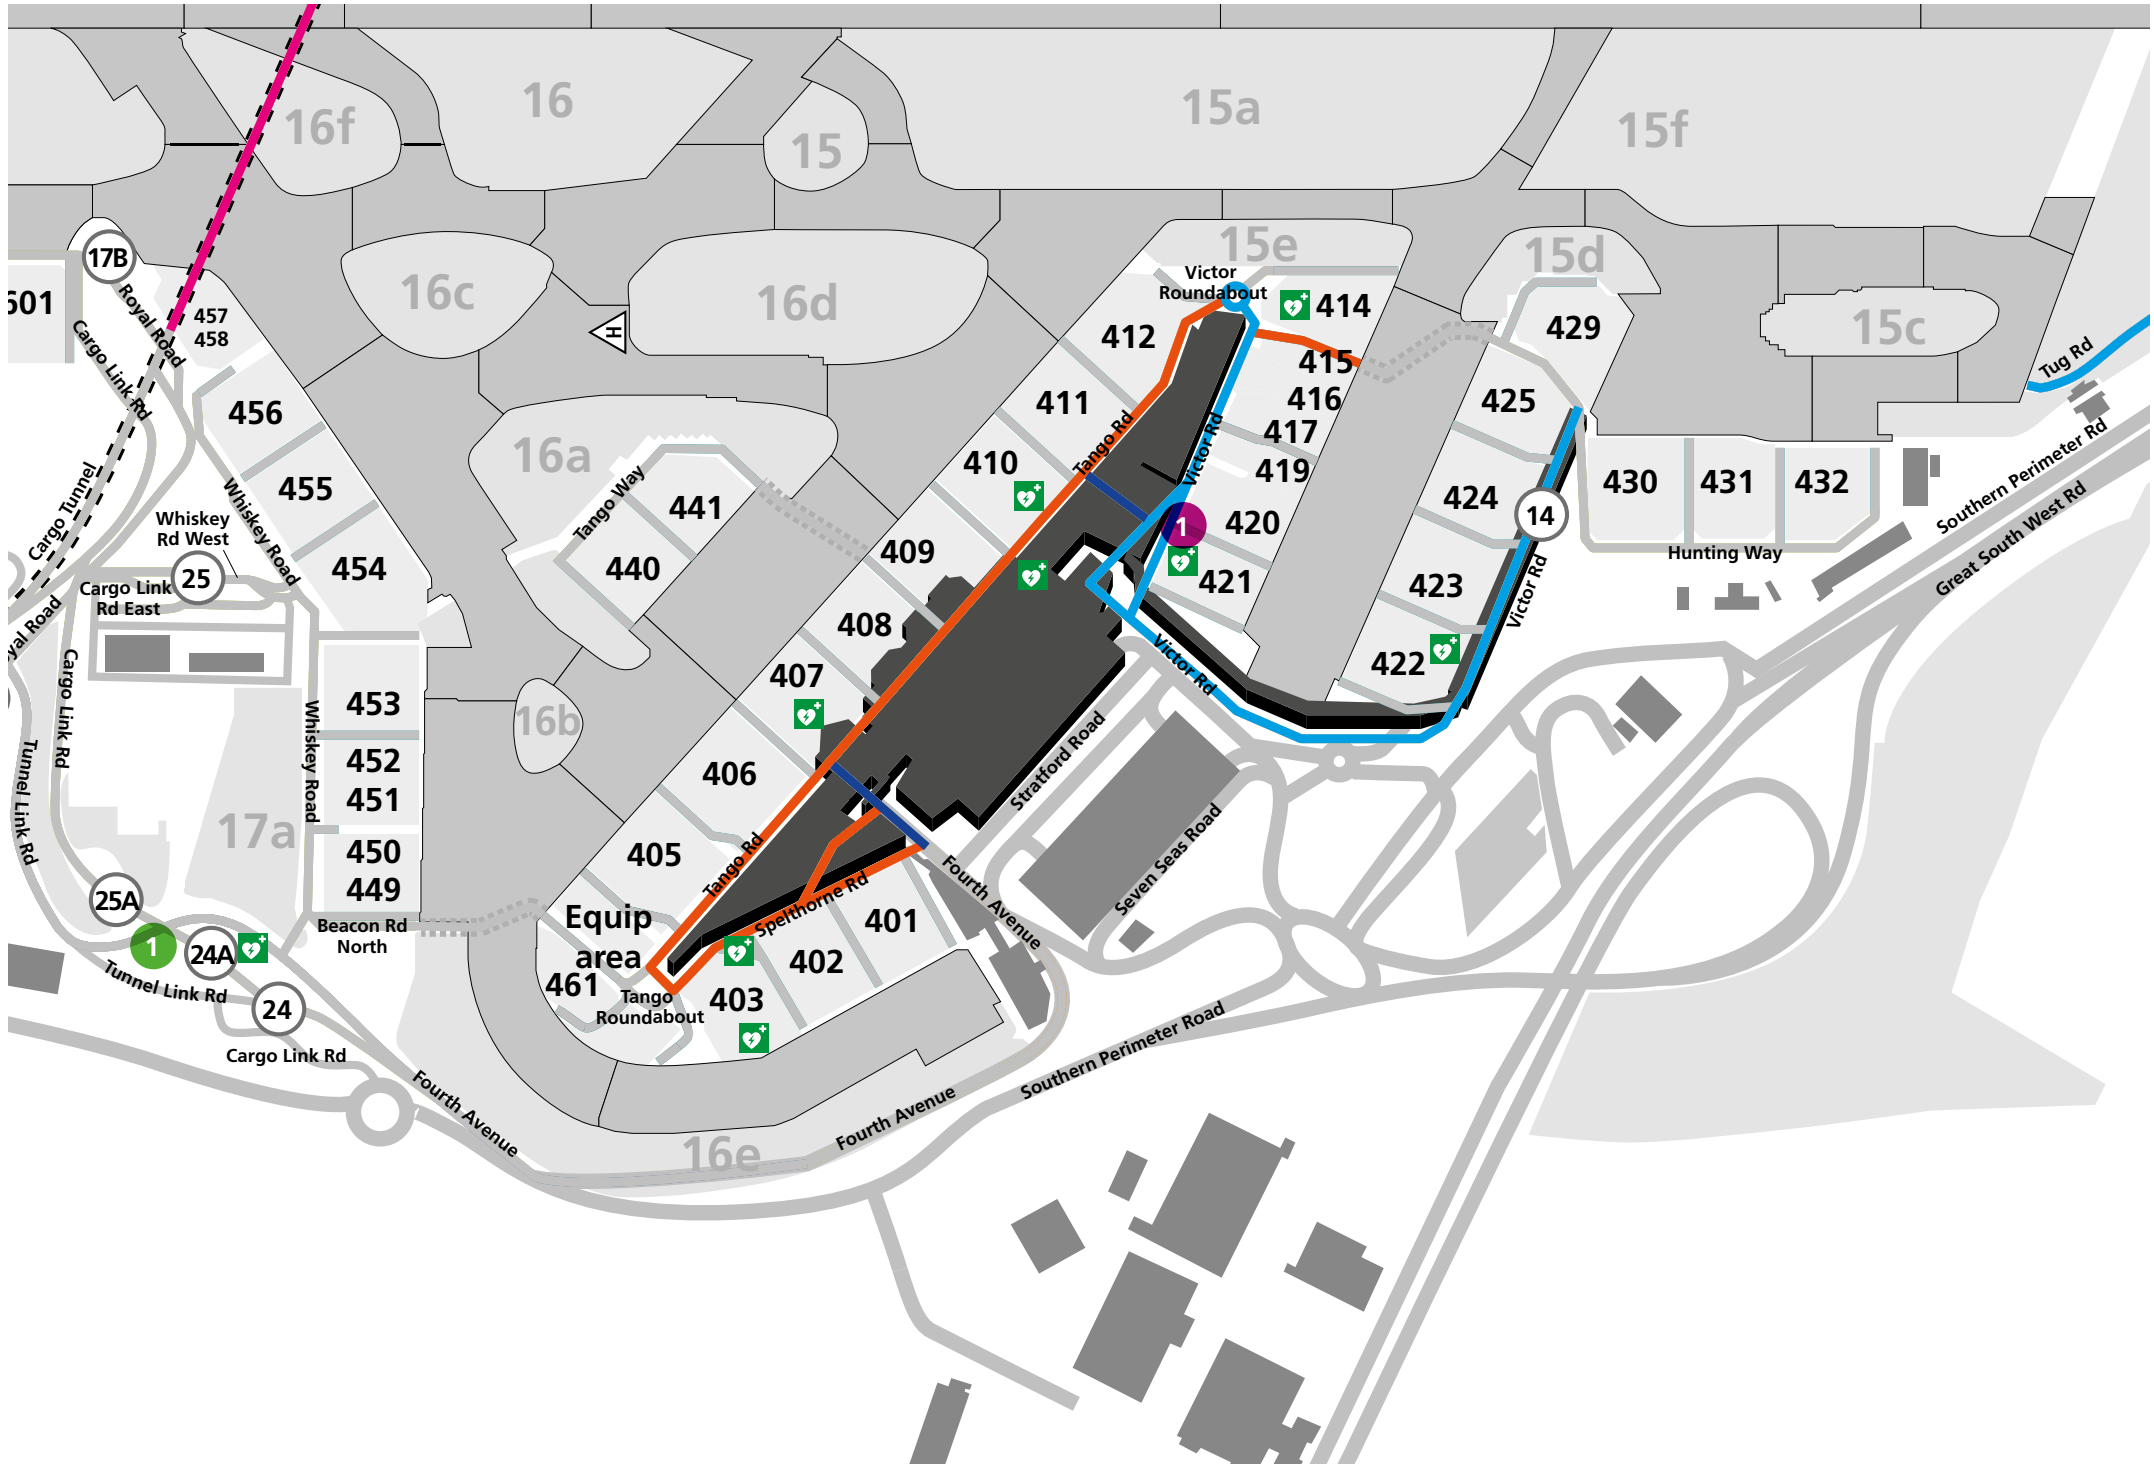 16f
16
15
15a
15f
17B
601
Royal Road
Cargo Link Rd
457
458
16c
H
16d
15e
Victor
Roundabout
414
15d
429
15c
Tug Rd
412
415
416
417
419
411
410
Tango Rd
Victor Rd
425
424
14
430
431
432
Southern Perimeter Rd
Great South West Rd
Hunting Way
456
455
454
Whiskey Road
16a
Tango Way
441
440
Cargo Tunnel
Whiskey
Rd West
25
Cargo Link
Rd East
409
408
407
1
420
421
423
422
Victor Rd
Victor Rd
Cargo Link Rd
Tunnel Link Rd
Whiskey Road
453
452
451
450
449
17a
16b
406
405
Tango Rd
Stratford Road
Seven Seas Road
Fourth Avenue
Spelthorne Rd
401
402
403
Equip
area
461
Tango
Roundabout
25A
1
24A
Beacon Rd
North
Tunnel Link Rd
24
Cargo Link Rd
Fourth Avenue
16e
Fourth Avenue
Southern Perimeter Road